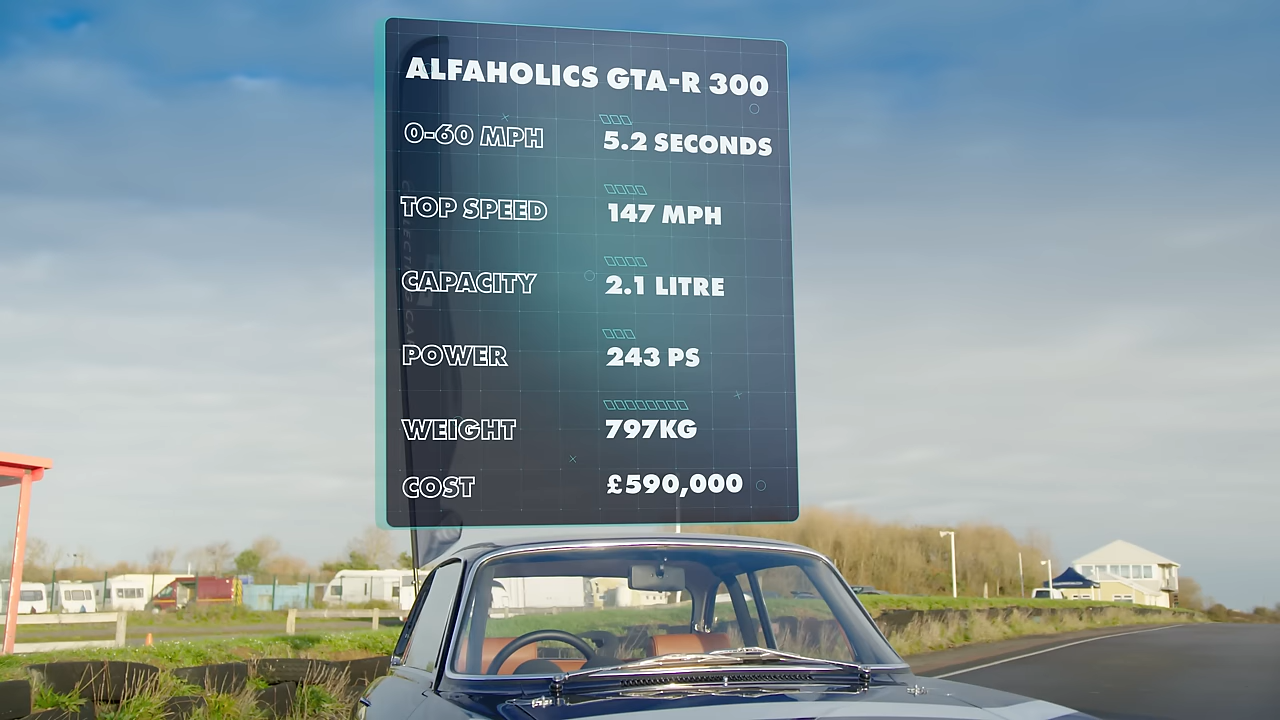 ALFAHOLICS GTA-R 300
0-60 MPH 5.2 SECONDS
TOP SPEED 147 MPH
CAPACITY 2.1 LITRE
POWER 243 PS
WEIGHT 797KG
COST £590,000